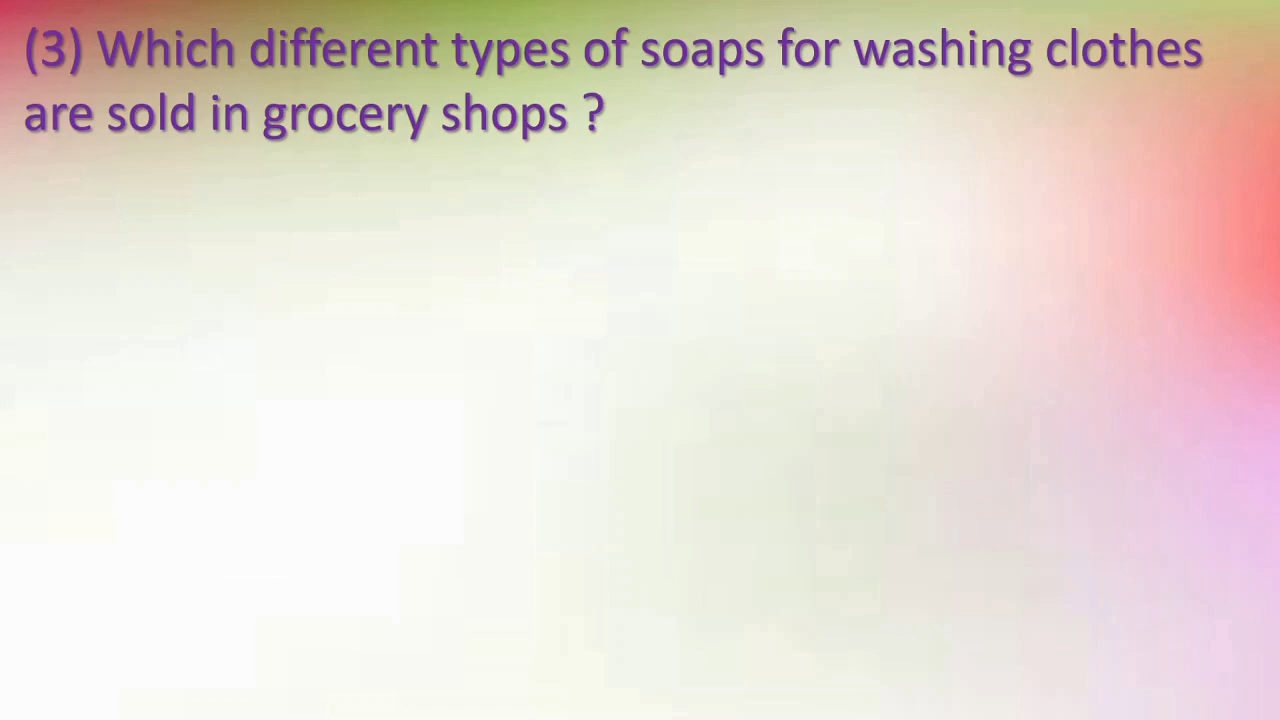 (3) Which different types of soaps for washing clothes
are sold in grocery shops ?